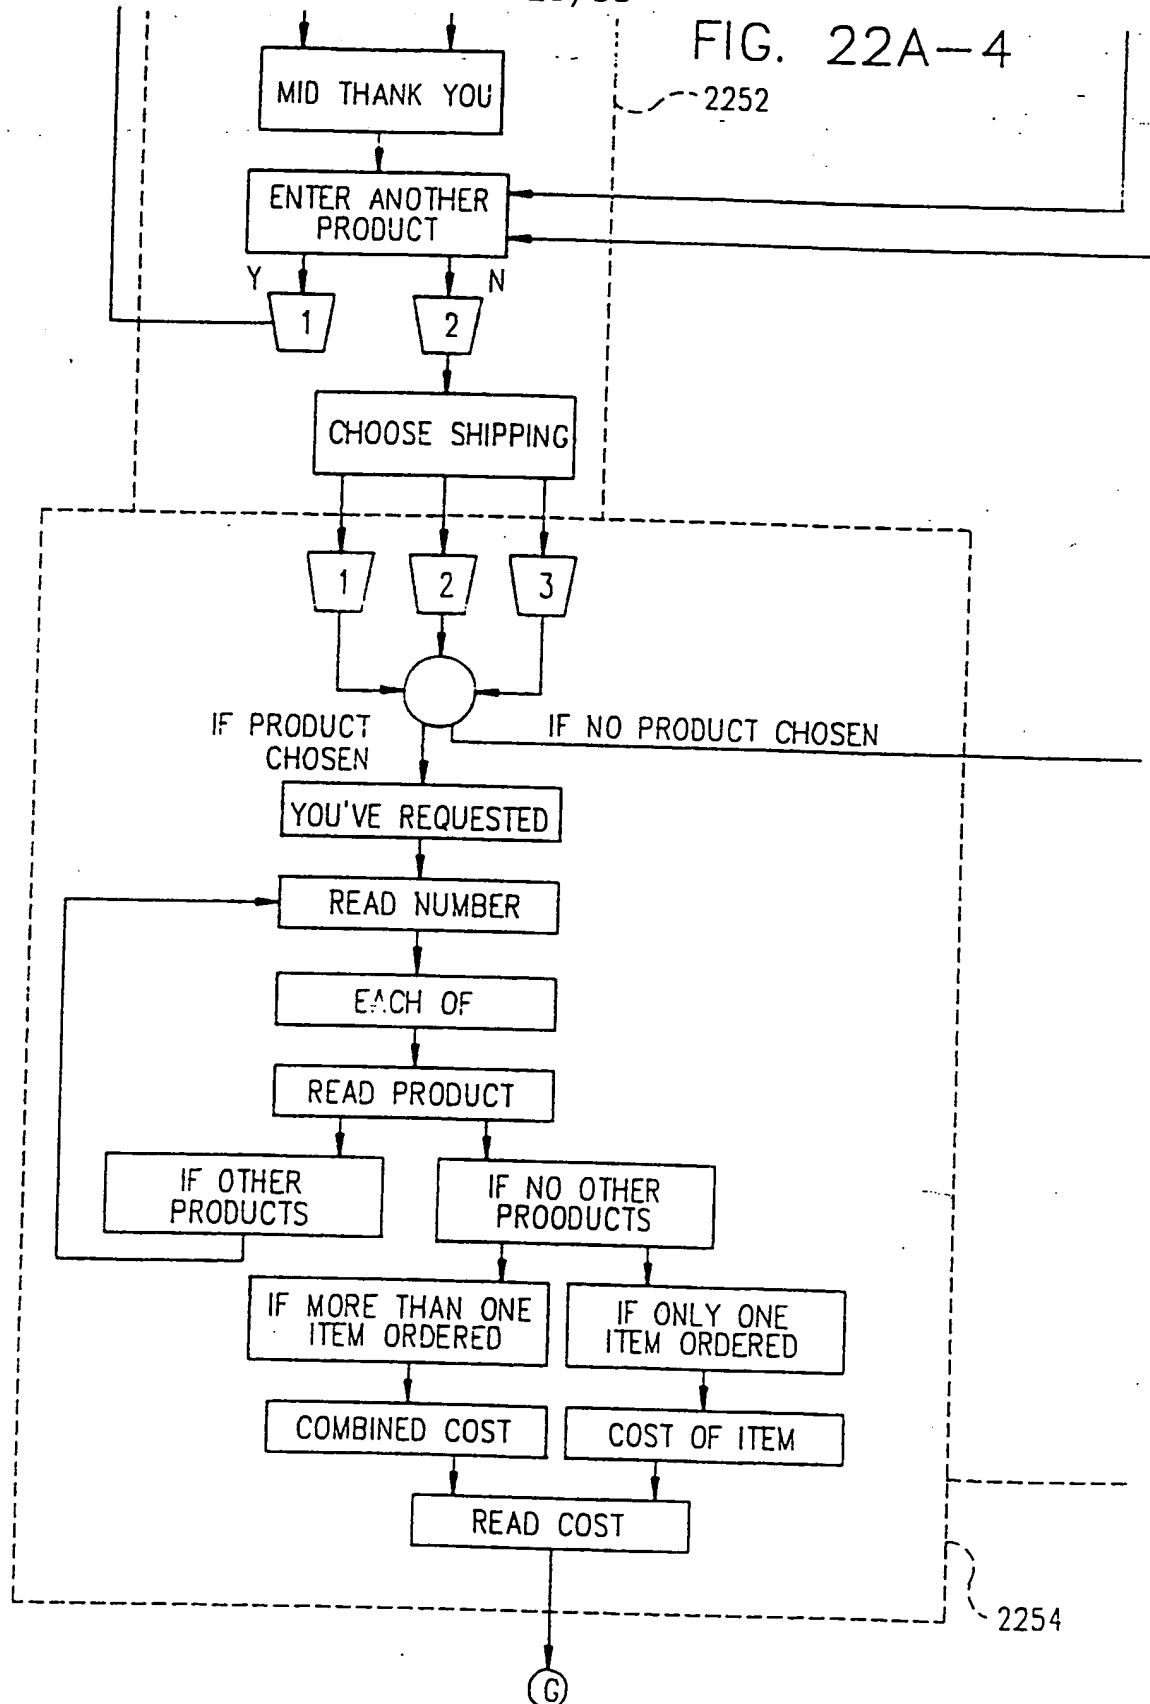 FIG. 22A-4
MID THANK YOU
2252
ENTER ANOTHER
PRODUCT
Y
N
1
2
CHOOSE SHIPPING
1
2
3
IF PRODUCT
CHOSEN
IF NO PRODUCT CHOSEN
YOU'VE REQUESTED
READ NUMBER
EACH OF
READ PRODUCT
IF OTHER
PRODUCTS
IF NO OTHER
PROODUCTS
IF MORE THAN ONE
ITEM ORDERED
IF ONLY ONE
ITEM ORDERED
COMBINED COST
COST OF ITEM
READ COST
2254
G